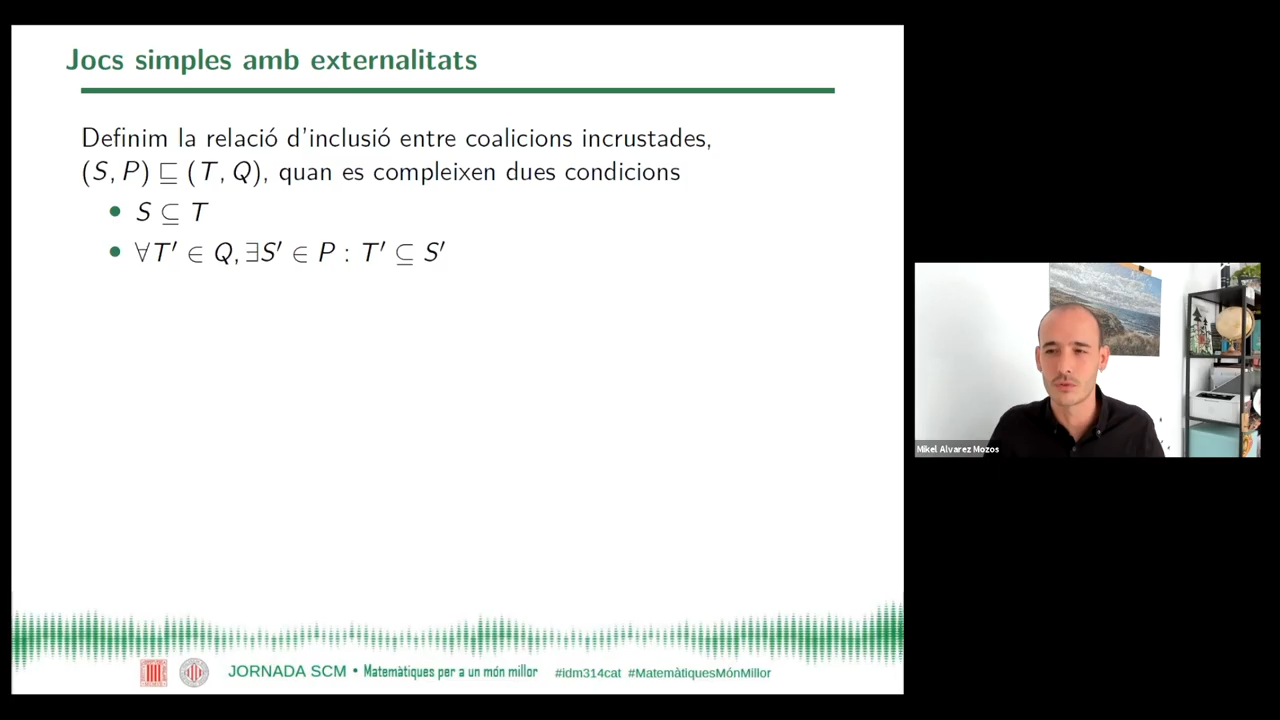 Jocs simples amb externalitats
Definim la relació d'inclusió entre coalicions incrustades,
(S, P) ⊑ (T, Q), quan es compleixen dues condicions
• S ⊆ T
• ∀T′ ∈ Q, ∃S′ ∈ P : T′ ⊆ S′
JORNADA SCM • Matemàtiques per a un món millor #idm314cat #MatemàtiquesMónMillor
Mikel Alvarez Mozos